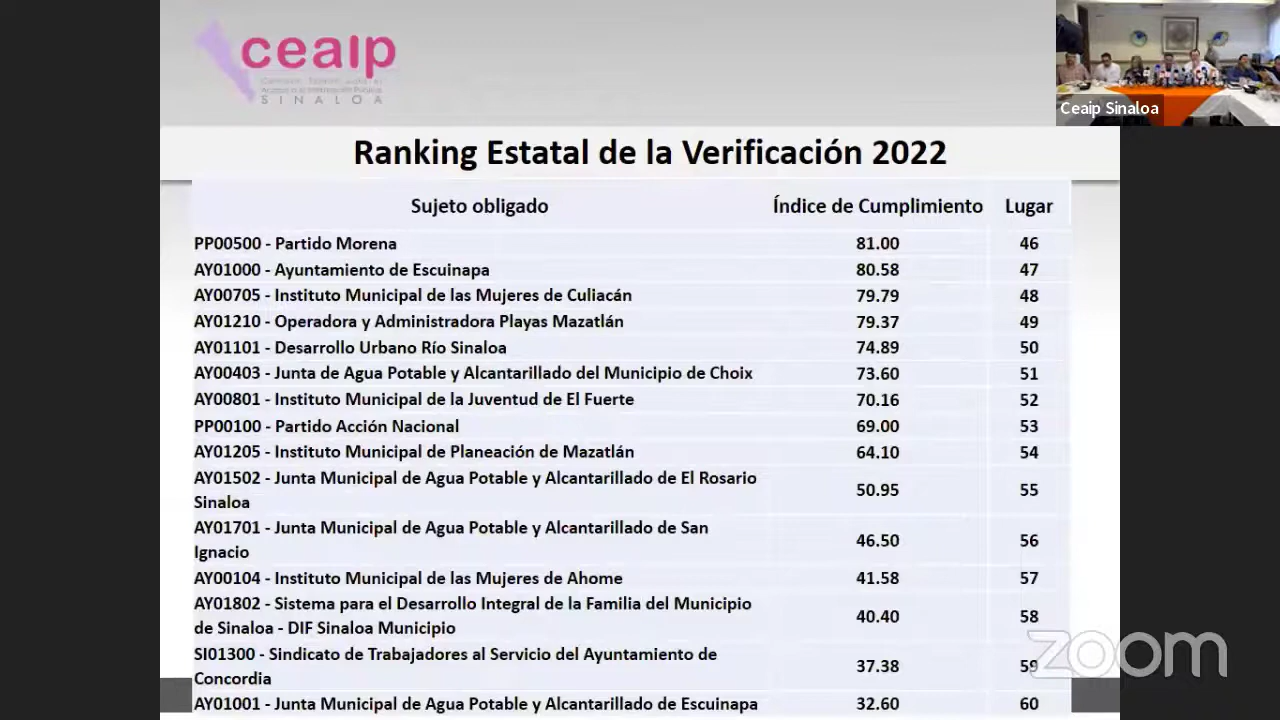 ceaip
Comisión Estatal para el
Acceso a la Información Pública
SINALOA
Ceaip Sinaloa
Ranking Estatal de la Verificación 2022
Sujeto obligado Índice de Cumplimiento Lugar
PP00500 - Partido Morena 81.00 46
AY01000 - Ayuntamiento de Escuinapa 80.58 47
AY00705 - Instituto Municipal de las Mujeres de Culiacán 79.79 48
AY01210 - Operadora y Administradora Playas Mazatlán 79.37 49
AY01101 - Desarrollo Urbano Río Sinaloa 74.89 50
AY00403 - Junta de Agua Potable y Alcantarillado del Municipio de Choix 73.60 51
AY00801 - Instituto Municipal de la Juventud de El Fuerte 70.16 52
PP00100 - Partido Acción Nacional 69.00 53
AY01205 - Instituto Municipal de Planeación de Mazatlán 64.10 54
AY01502 - Junta Municipal de Agua Potable y Alcantarillado de El Rosario
Sinaloa 50.95 55
AY01701 - Junta Municipal de Agua Potable y Alcantarillado de San
Ignacio 46.50 56
AY00104 - Instituto Municipal de las Mujeres de Ahome 41.58 57
AY01802 - Sistema para el Desarrollo Integral de la Familia del Municipio
de Sinaloa - DIF Sinaloa Municipio 40.40 58
SI01300 - Sindicato de Trabajadores al Servicio del Ayuntamiento de
Concordia 37.38 59
AY01001 - Junta Municipal de Agua Potable y Alcantarillado de Escuinapa 32.60 60
zoom